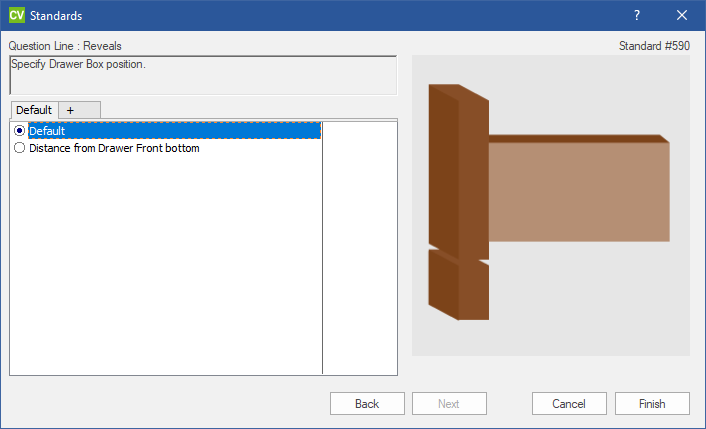 CV Standards ?
Question Line : Reveals Standard #590
Specify Drawer Box position.
Default +
Default
Distance from Drawer Front bottom
Back Next Cancel Finish